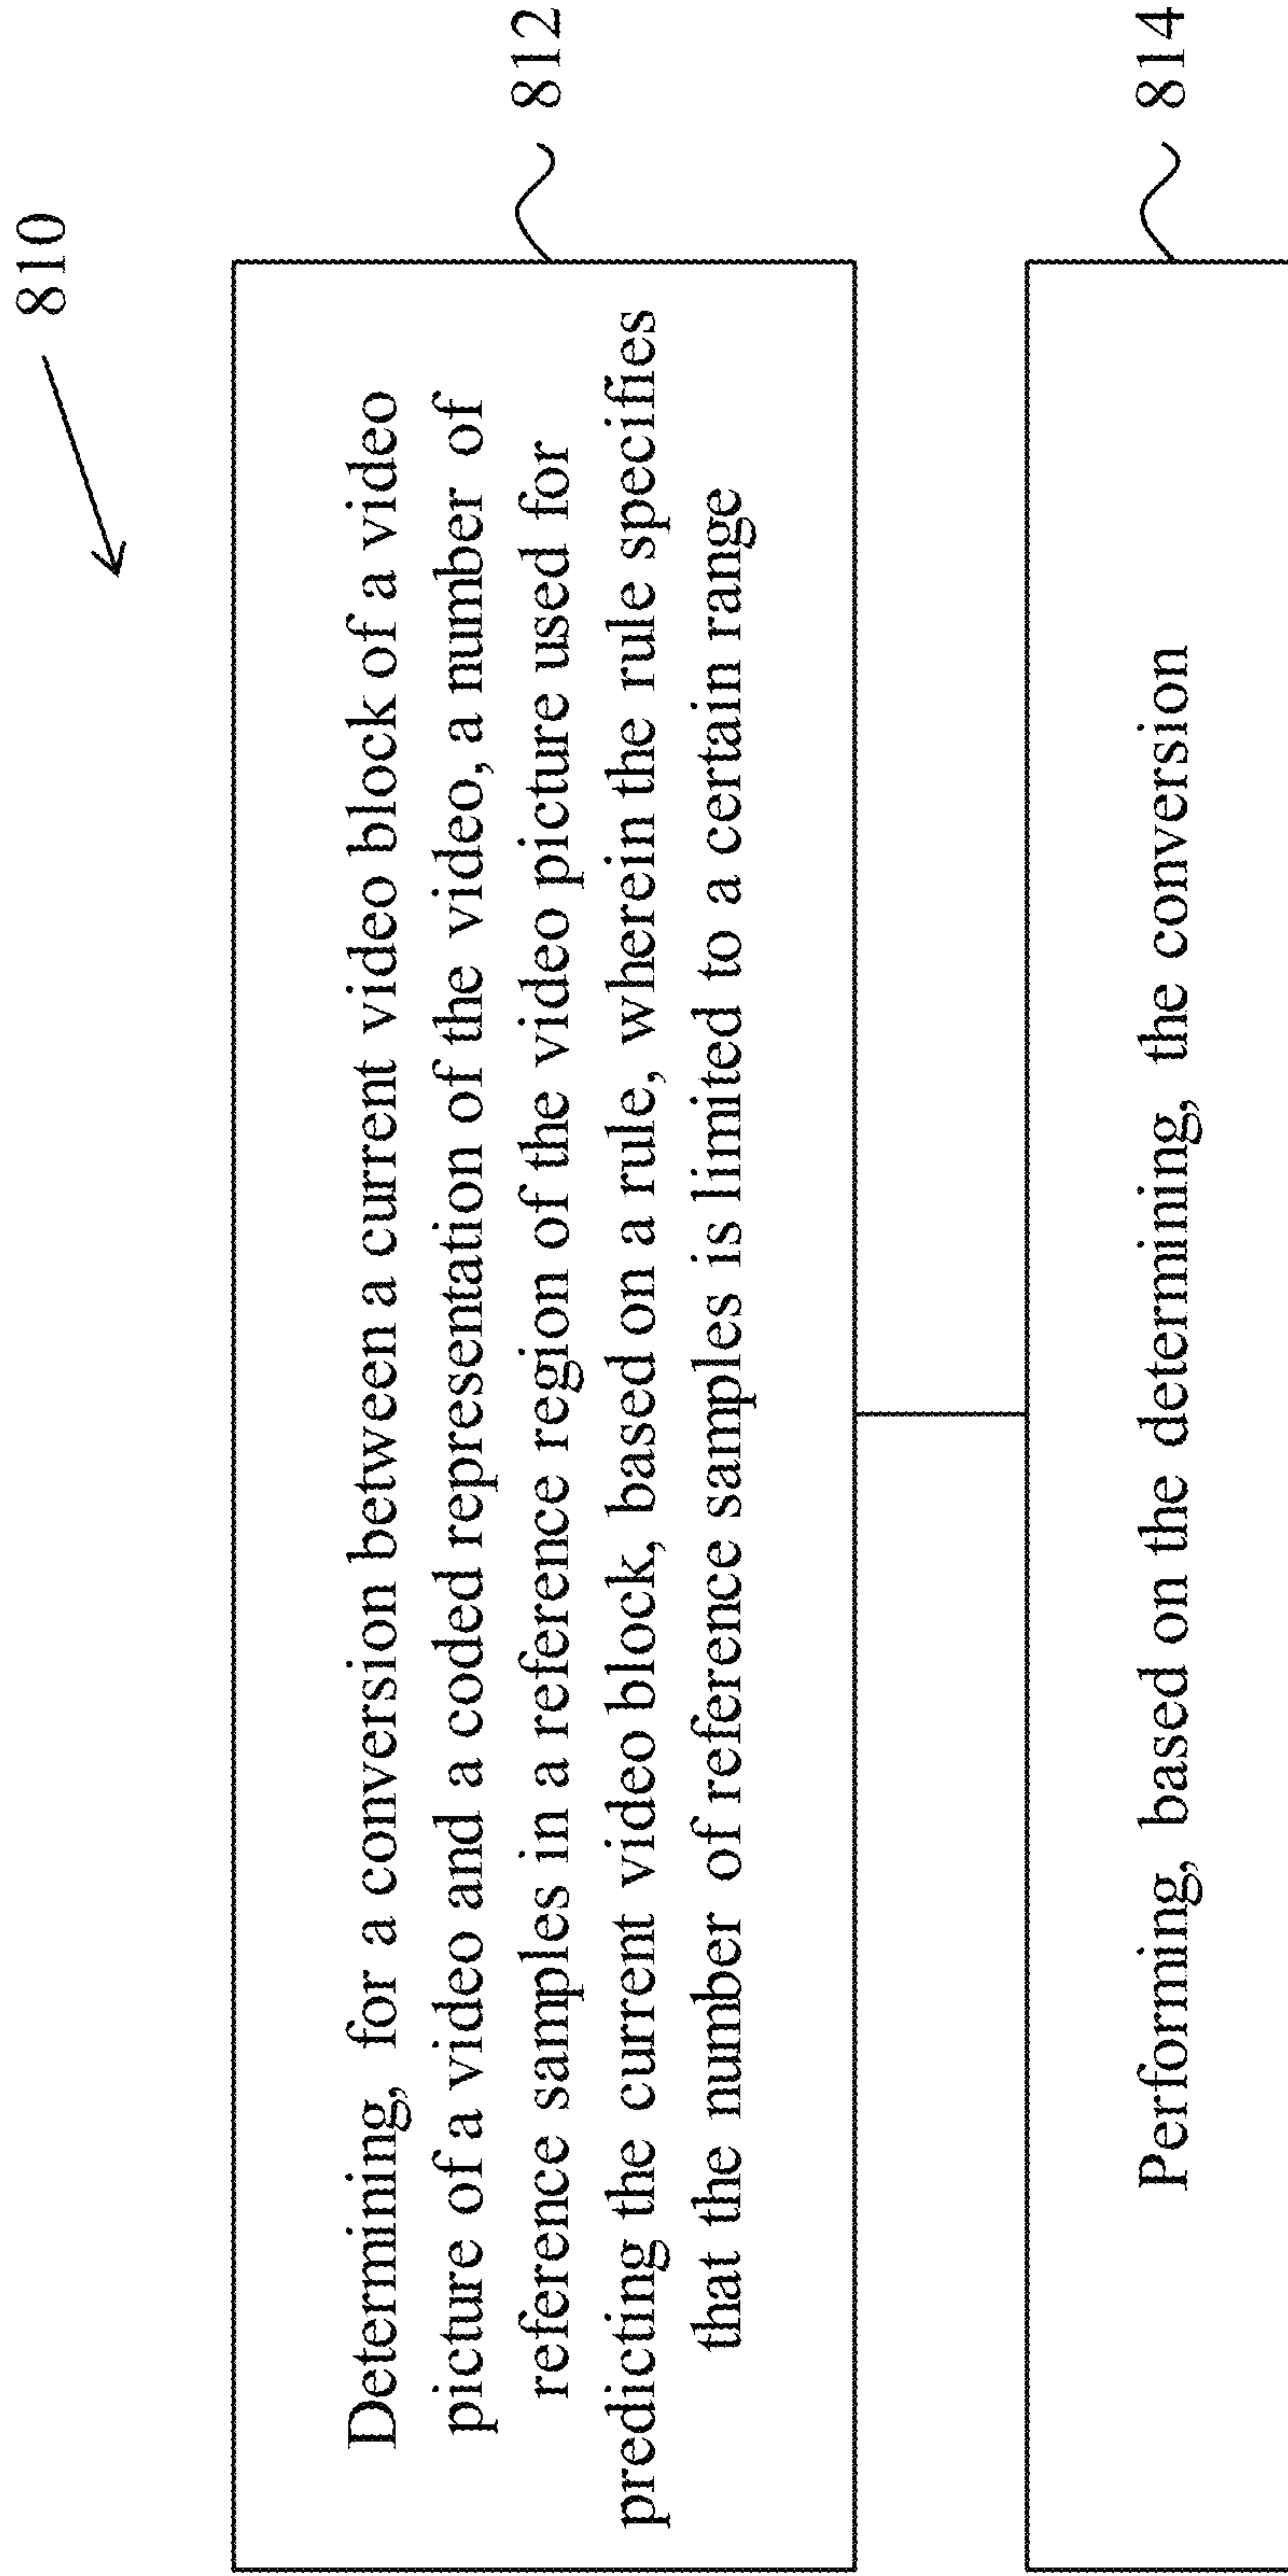 810
Determining, for a conversion between a current video block of a video
picture of a video and a coded representation of the video, a number of
reference samples in a reference region of the video picture used for
predicting the current video block, based on a rule, wherein the rule specifies
that the number of reference samples is limited to a certain range
812
Performing, based on the determining, the conversion
814